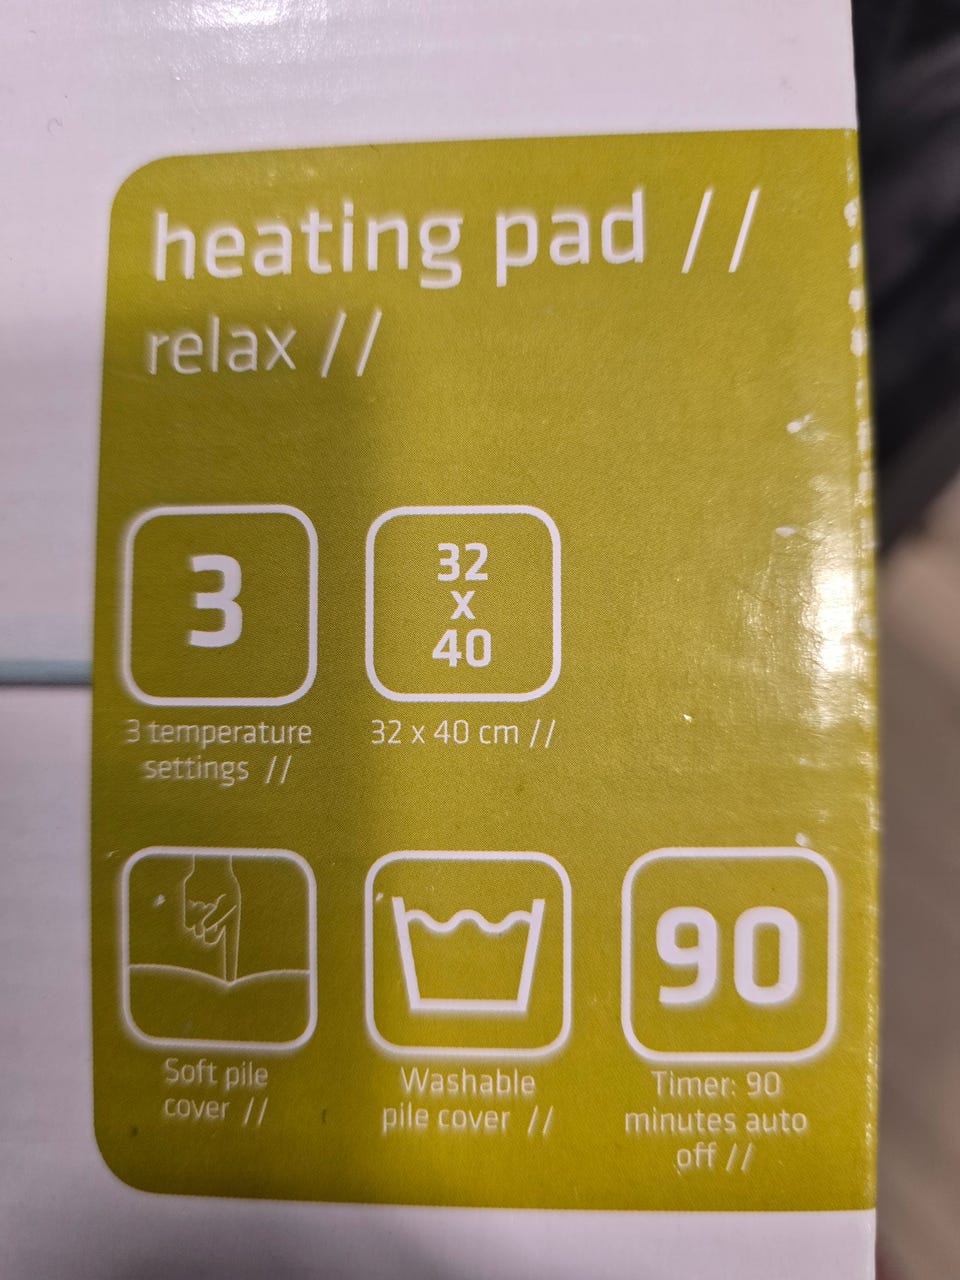 heating pad //
relax //
3
32
x
40
3 temperature
settings //
32 x 40 cm //
90
Soft pile
cover //
Washable
pile cover //
Timer: 90
minutes auto
off //